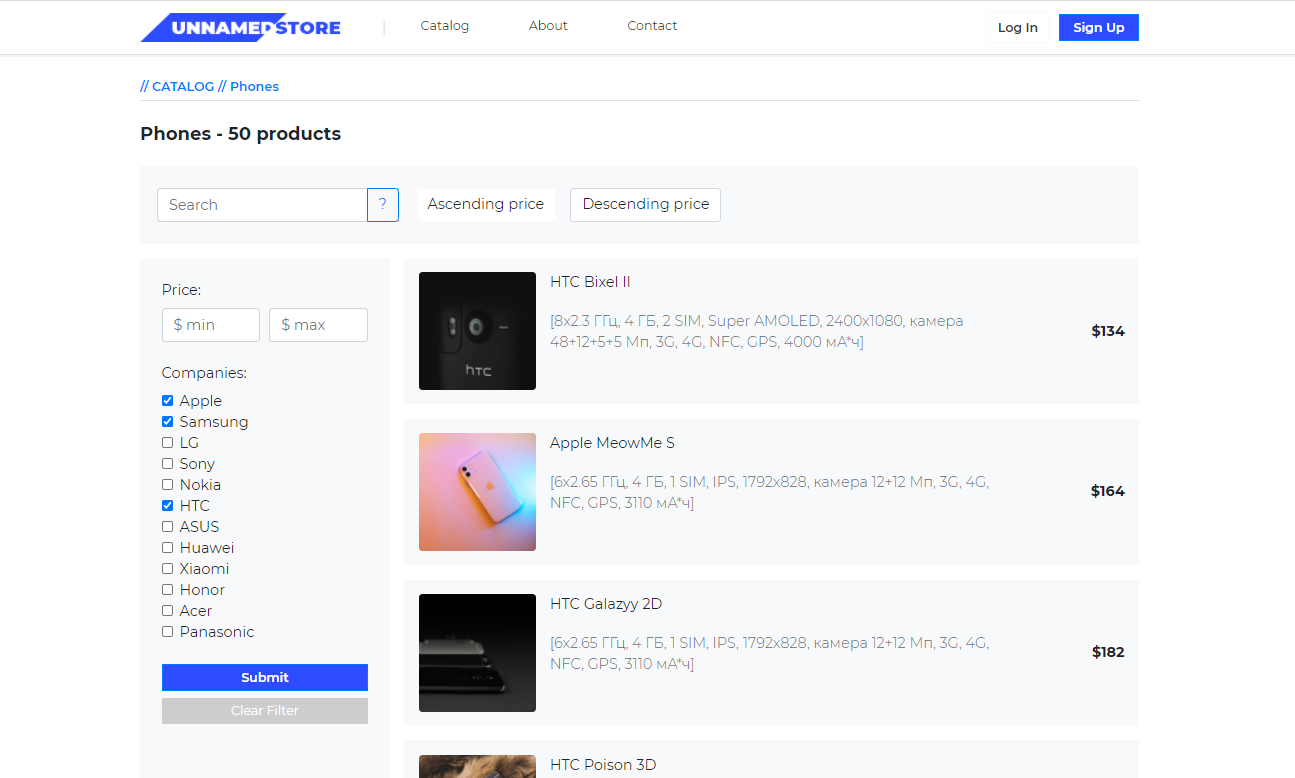 UNNAMEDSTORE | Catalog About Contact Log In Sign Up
// CATALOG // Phones
Phones - 50 products
Search ? Ascending price Descending price
Price:
$ min $ max
Companies:
Apple
Samsung
LG
Sony
Nokia
HTC
ASUS
Huawei
Xiaomi
Honor
Acer
Panasonic
Submit
Clear Filter
hTC
HTC Bixel II
[8x2.3 ГГц, 4 ГБ, 2 SIM, Super AMOLED, 2400x1080, камера
48+12+5+5 Мп, 3G, 4G, NFC, GPS, 4000 мА*ч]
$134
Apple MeowMe S
[6x2.65 ГГц, 4 ГБ, 1 SIM, IPS, 1792x828, камера 12+12 Мп, 3G, 4G,
NFC, GPS, 3110 мА*ч]
$164
HTC Galazyy 2D
[6x2.65 ГГц, 4 ГБ, 1 SIM, IPS, 1792x828, камера 12+12 Мп, 3G, 4G,
NFC, GPS, 3110 мА*ч]
$182
HTC Poison 3D